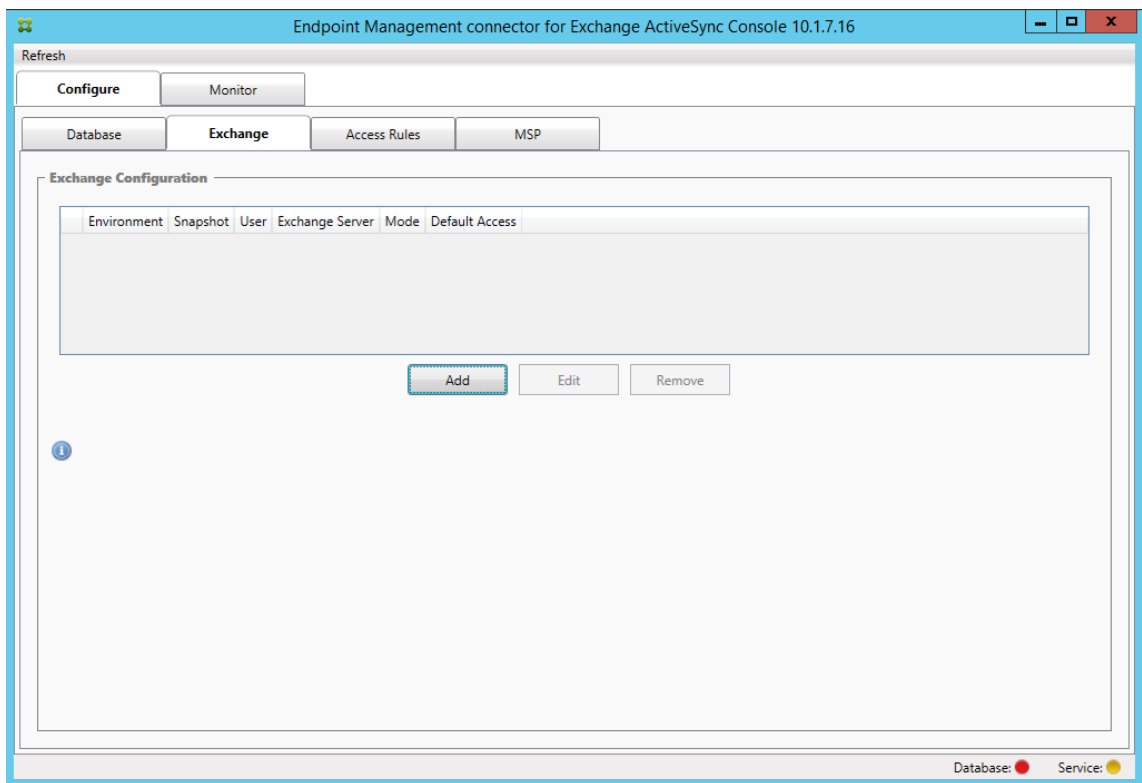 Endpoint Management connector for Exchange ActiveSync Console 10.1.7.16
Refresh
Configure Monitor
Database Exchange Access Rules MSP
Exchange Configuration
Environment Snapshot User Exchange Server Mode Default Access
Add Edit Remove
Database: Service: